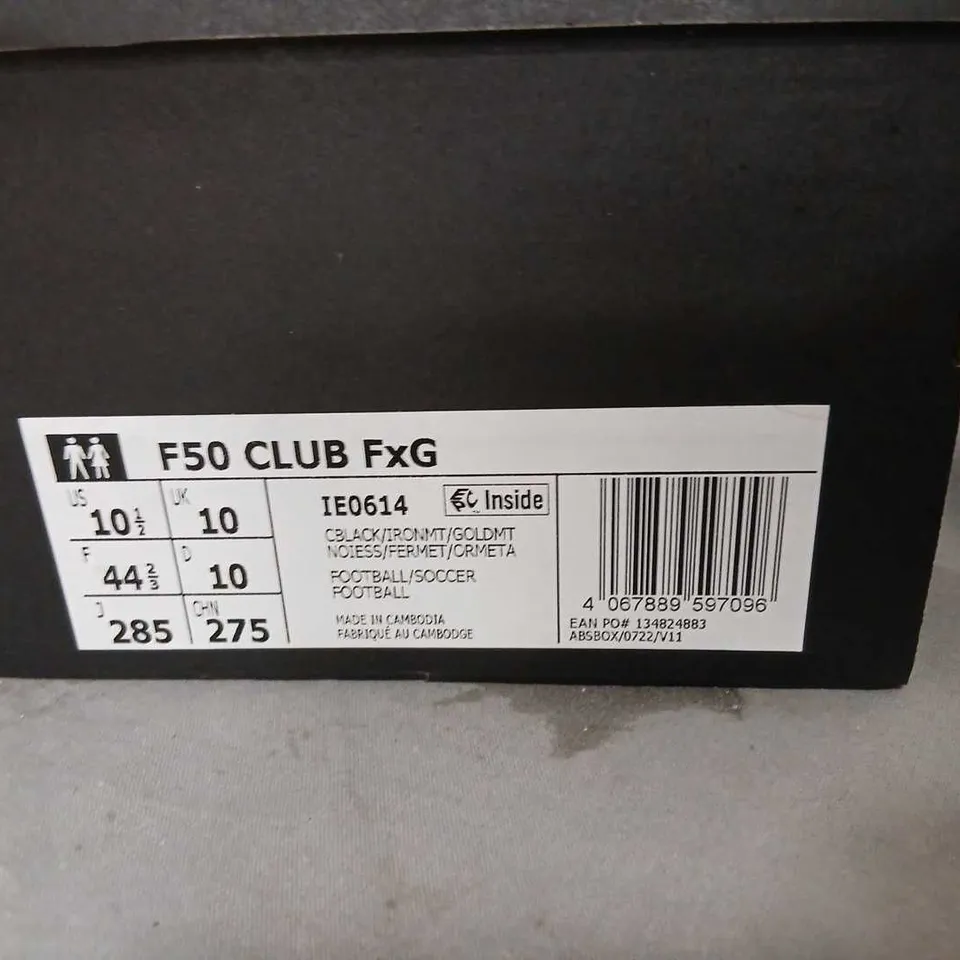 F50 CLUB FxG
US 10 1/2
UK 10
F 44 2/3
D 10
J 285
CHN 275
IE0614
Inside
CBLACK/IRONMT/GOLDMT
NOIESS/FERMET/ORMETA
FOOTBALL/SOCCER
FOOTBALL
MADE IN CAMBODIA
FABRIQUÉ AU CAMBODGE
4 067889 597096
EAN PO# 134824883
ABSBOX/0722/V11